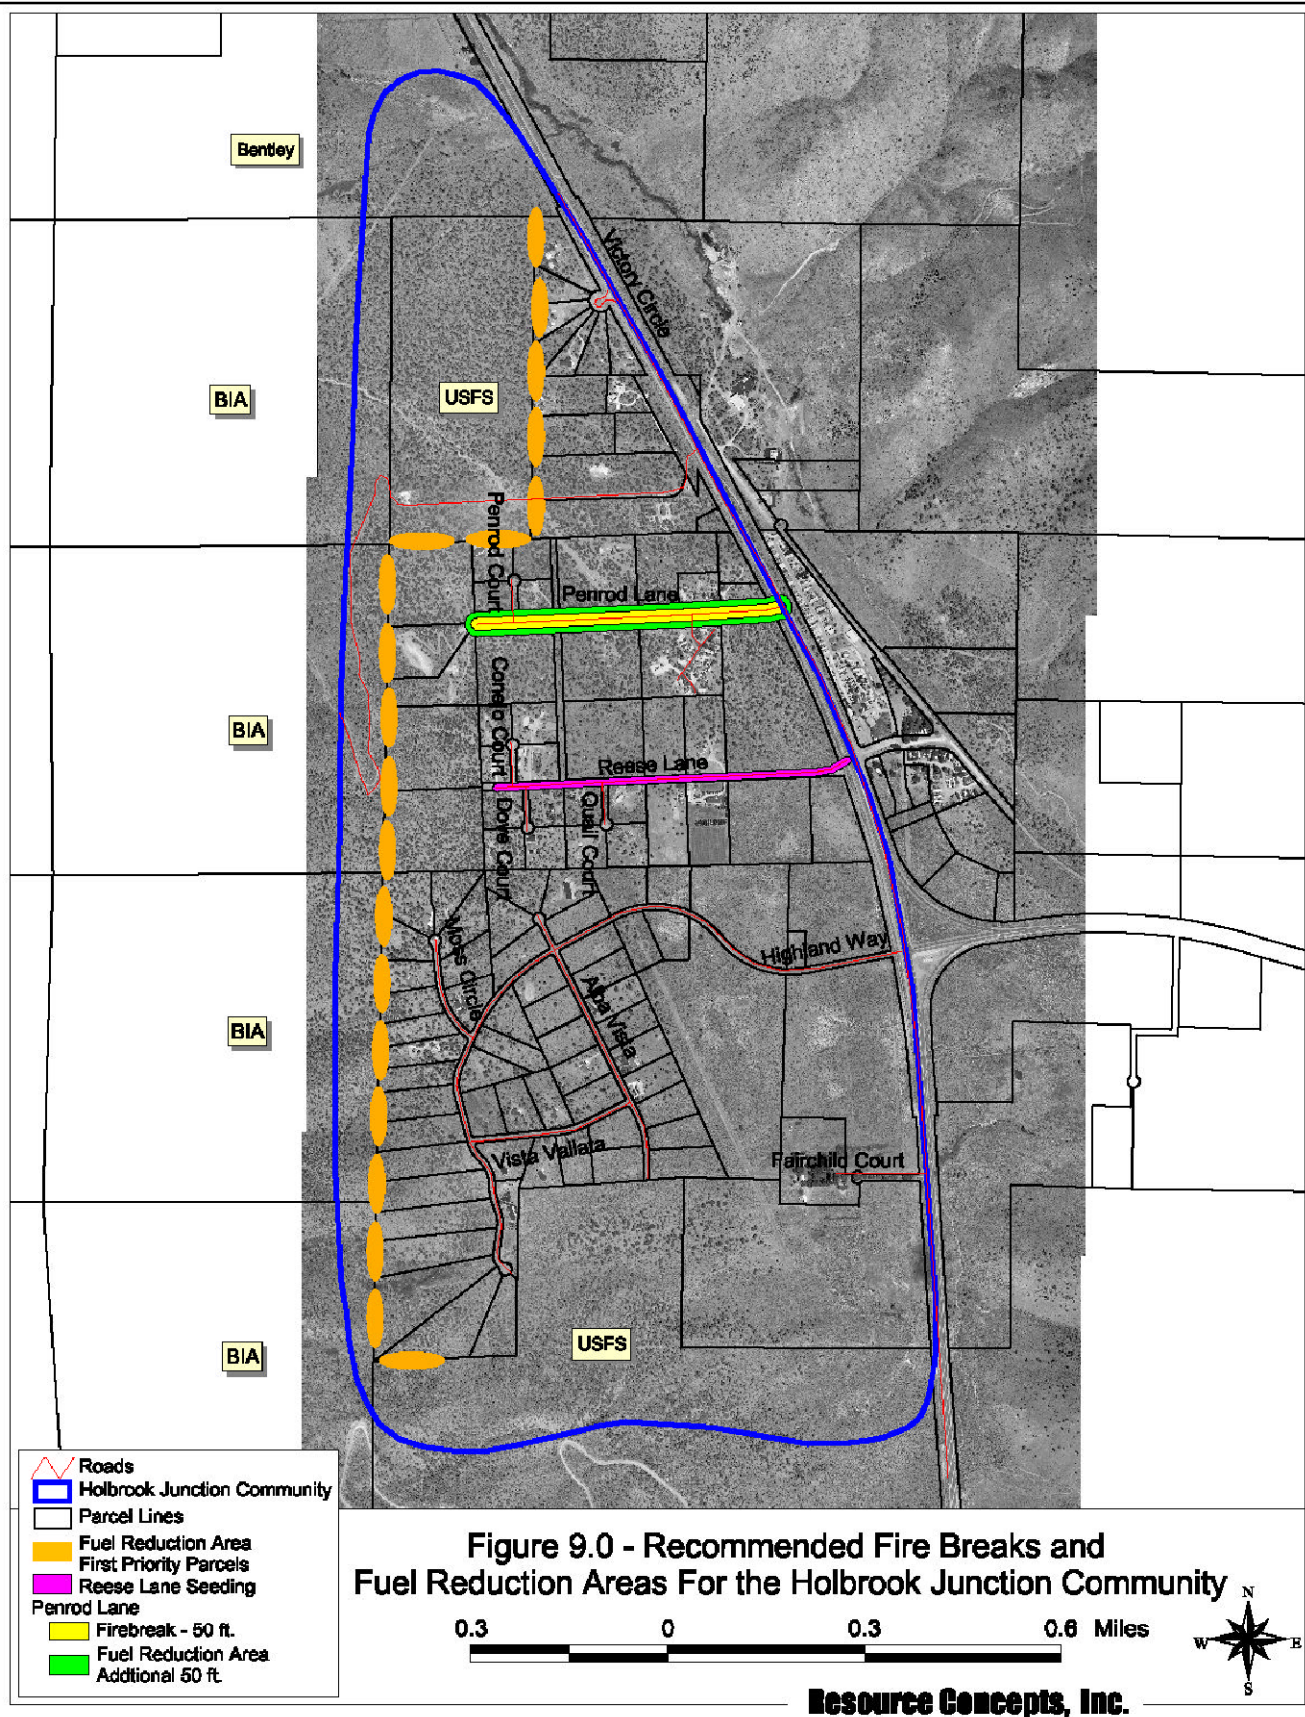 Bentley
Victory Circle
BIA
USFS
Penrod Court
Penrod Lane
Conejo Court
BIA
Reese Lane
Dove Court
Quail Court
Moss Circle
Highland Way
Alpa Vista
BIA
Vista Vallata
Fairchild Court
BIA
USFS
Roads
Holbrook Junction Community
Parcel Lines
Fuel Reduction Area
First Priority Parcels
Reese Lane Seeding
Penrod Lane
Firebreak - 50 ft.
Fuel Reduction Area
Addtional 50 ft.
Figure 9.0 - Recommended Fire Breaks and
Fuel Reduction Areas For the Holbrook Junction Community
0.3 0 0.3 0.6 Miles
N
W E
S
Resource Concepts, Inc.